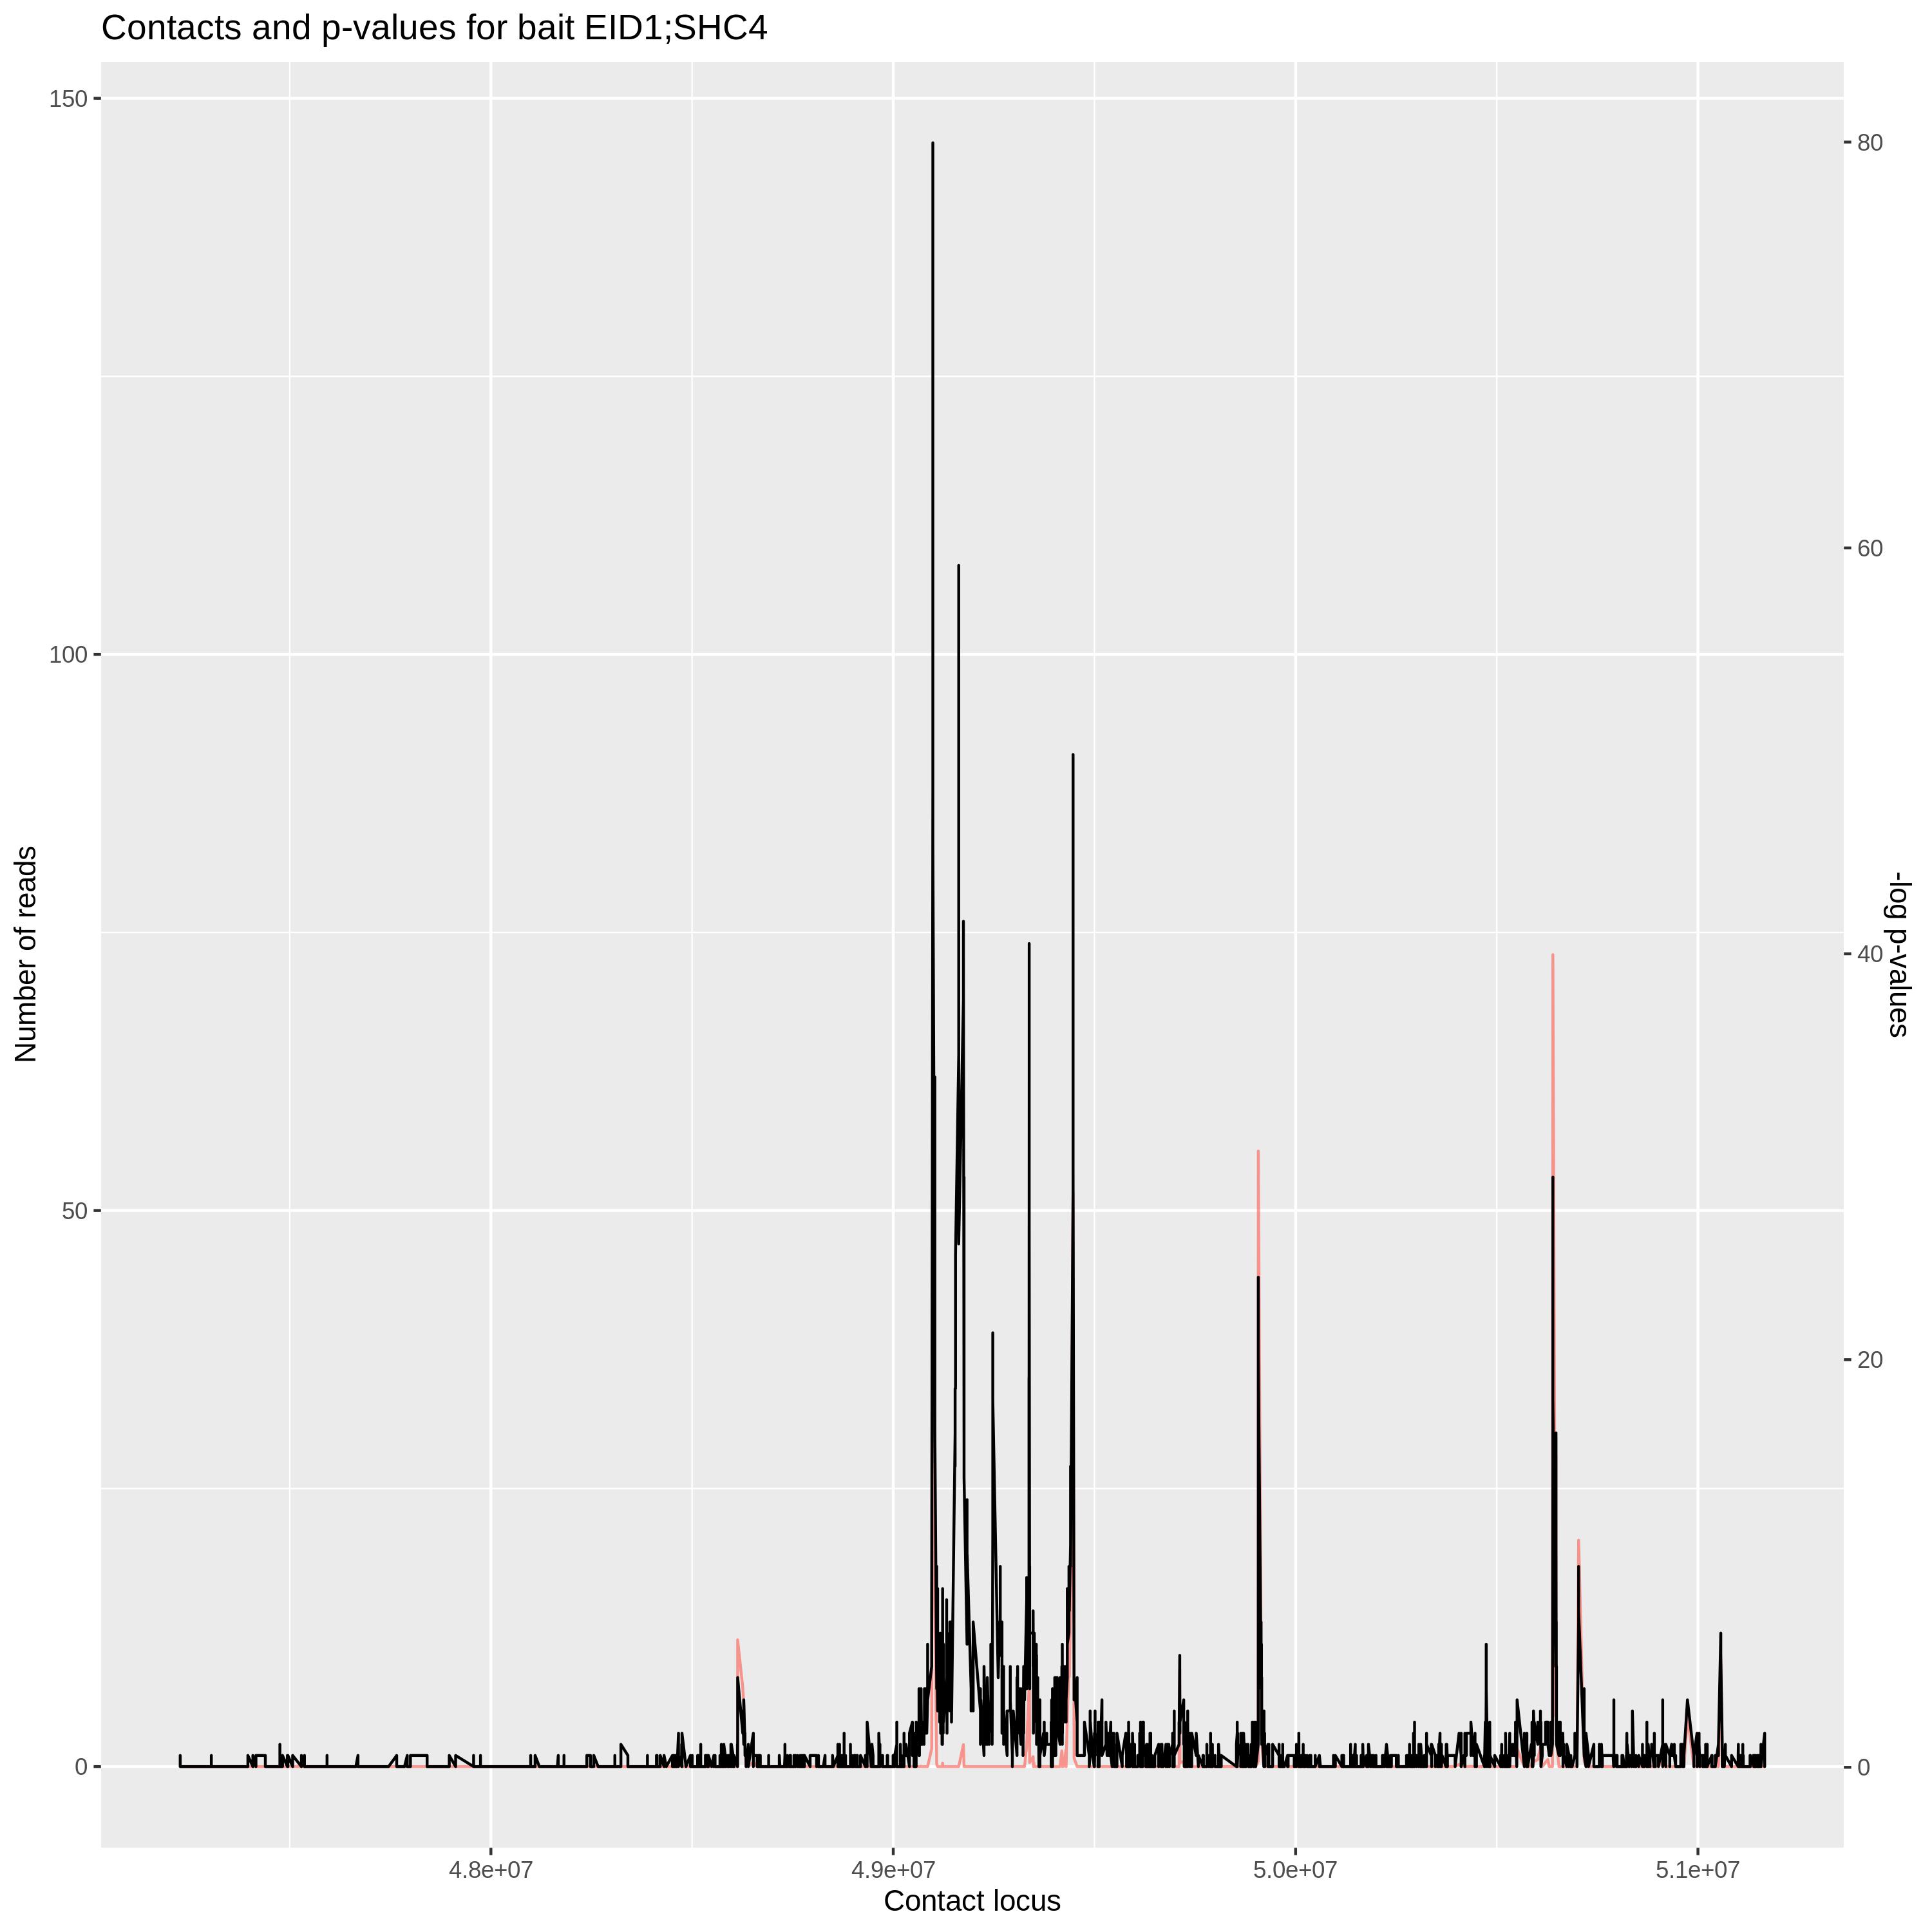 Contacts and p-values for bait EID1;SHC4
150
100
50
0
Number of reads
80
60
40
20
0
-log p-values
4.8e+07 4.9e+07 5.0e+07 5.1e+07
Contact locus